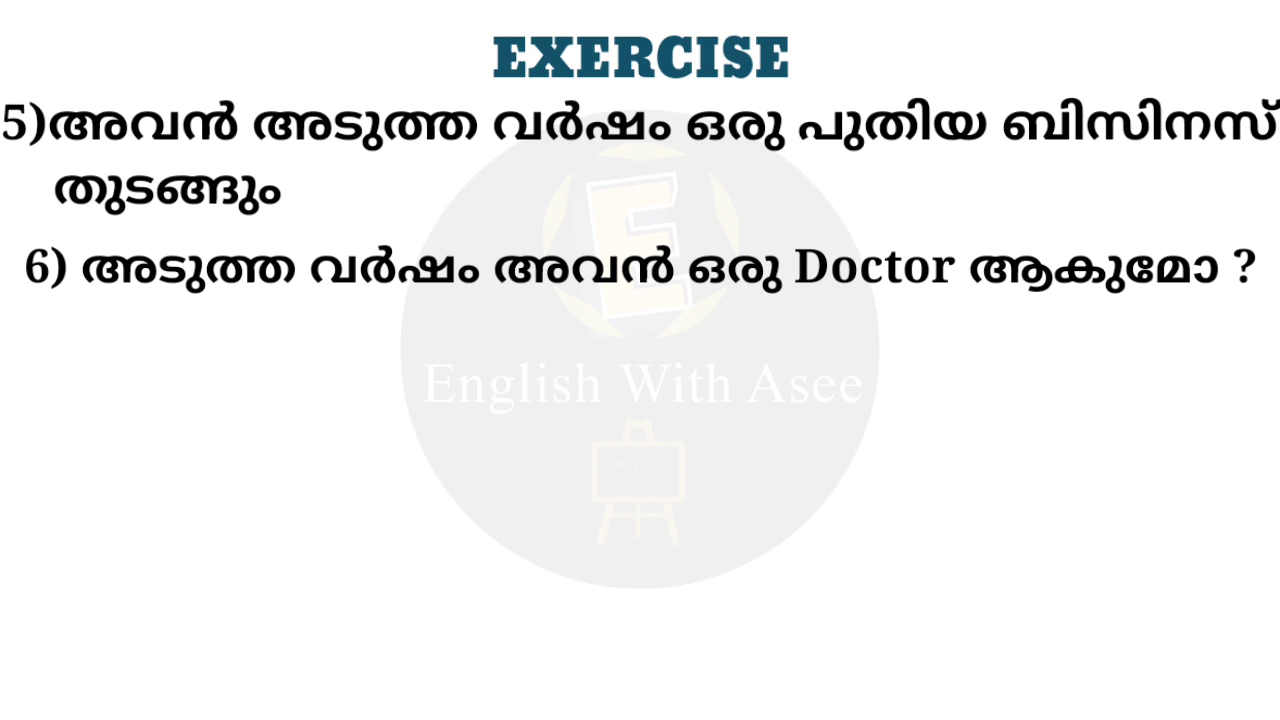 EXERCISE
5)അവൻ അടുത്ത വർഷം ഒരു പുതിയ ബിസിനസ്
തുടങ്ങും
6) അടുത്ത വർഷം അവൻ ഒരു Doctor ആകുമോ ?
E
English With Asee